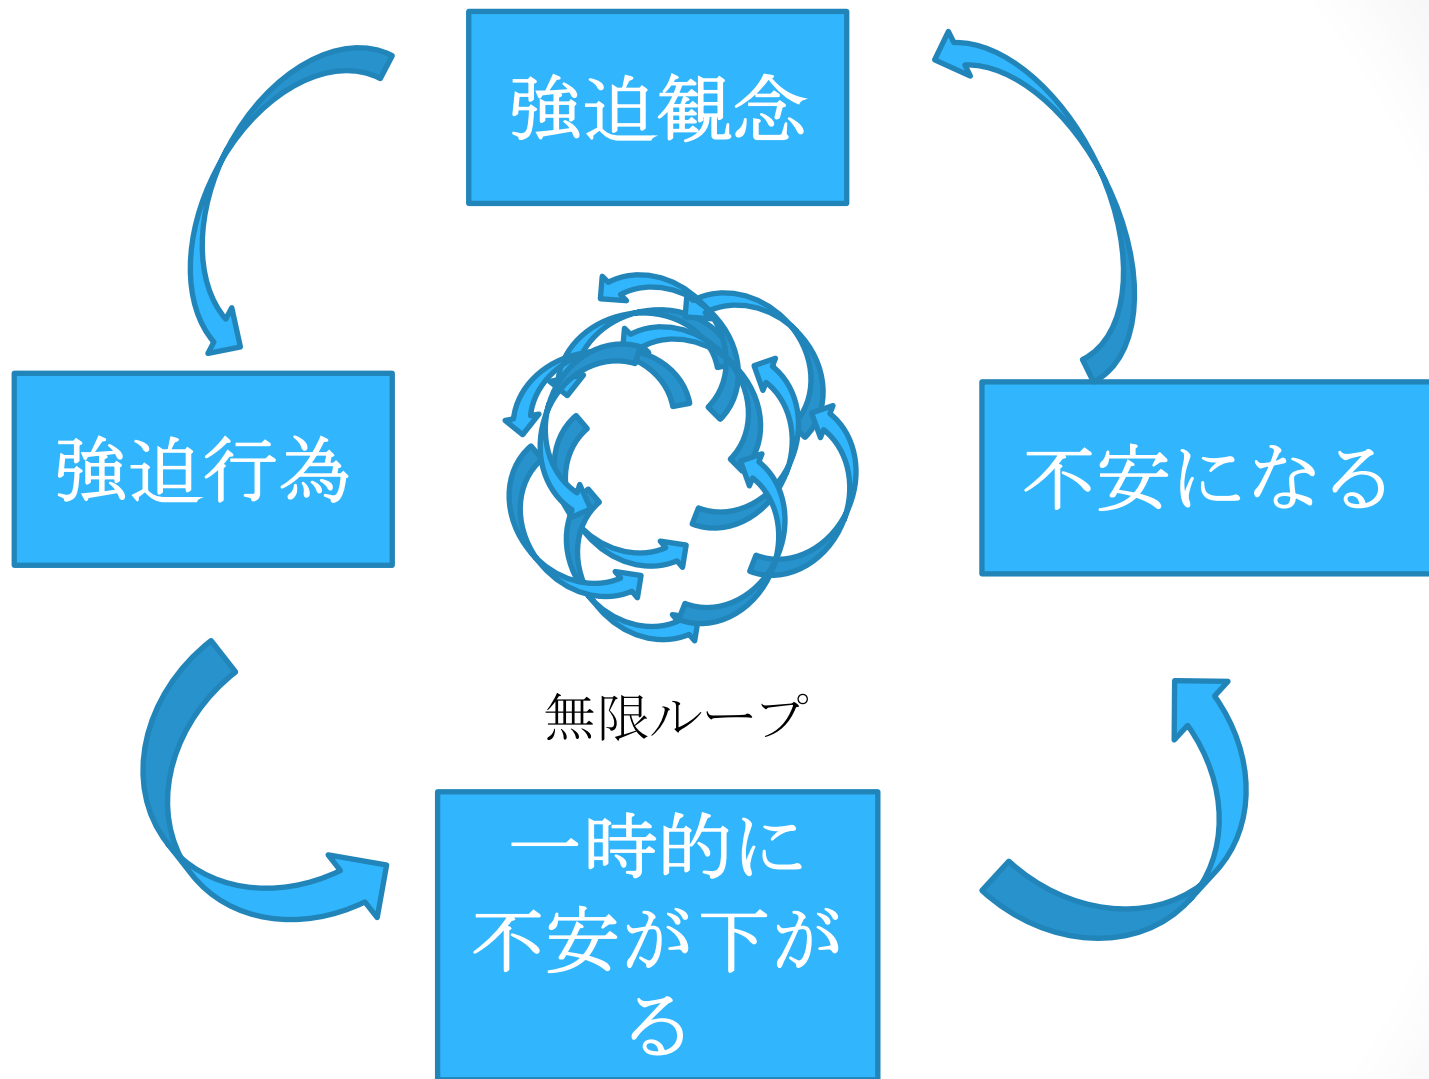 強迫観念
強迫行為
不安になる
無限ループ
一時的に
不安が下が
る